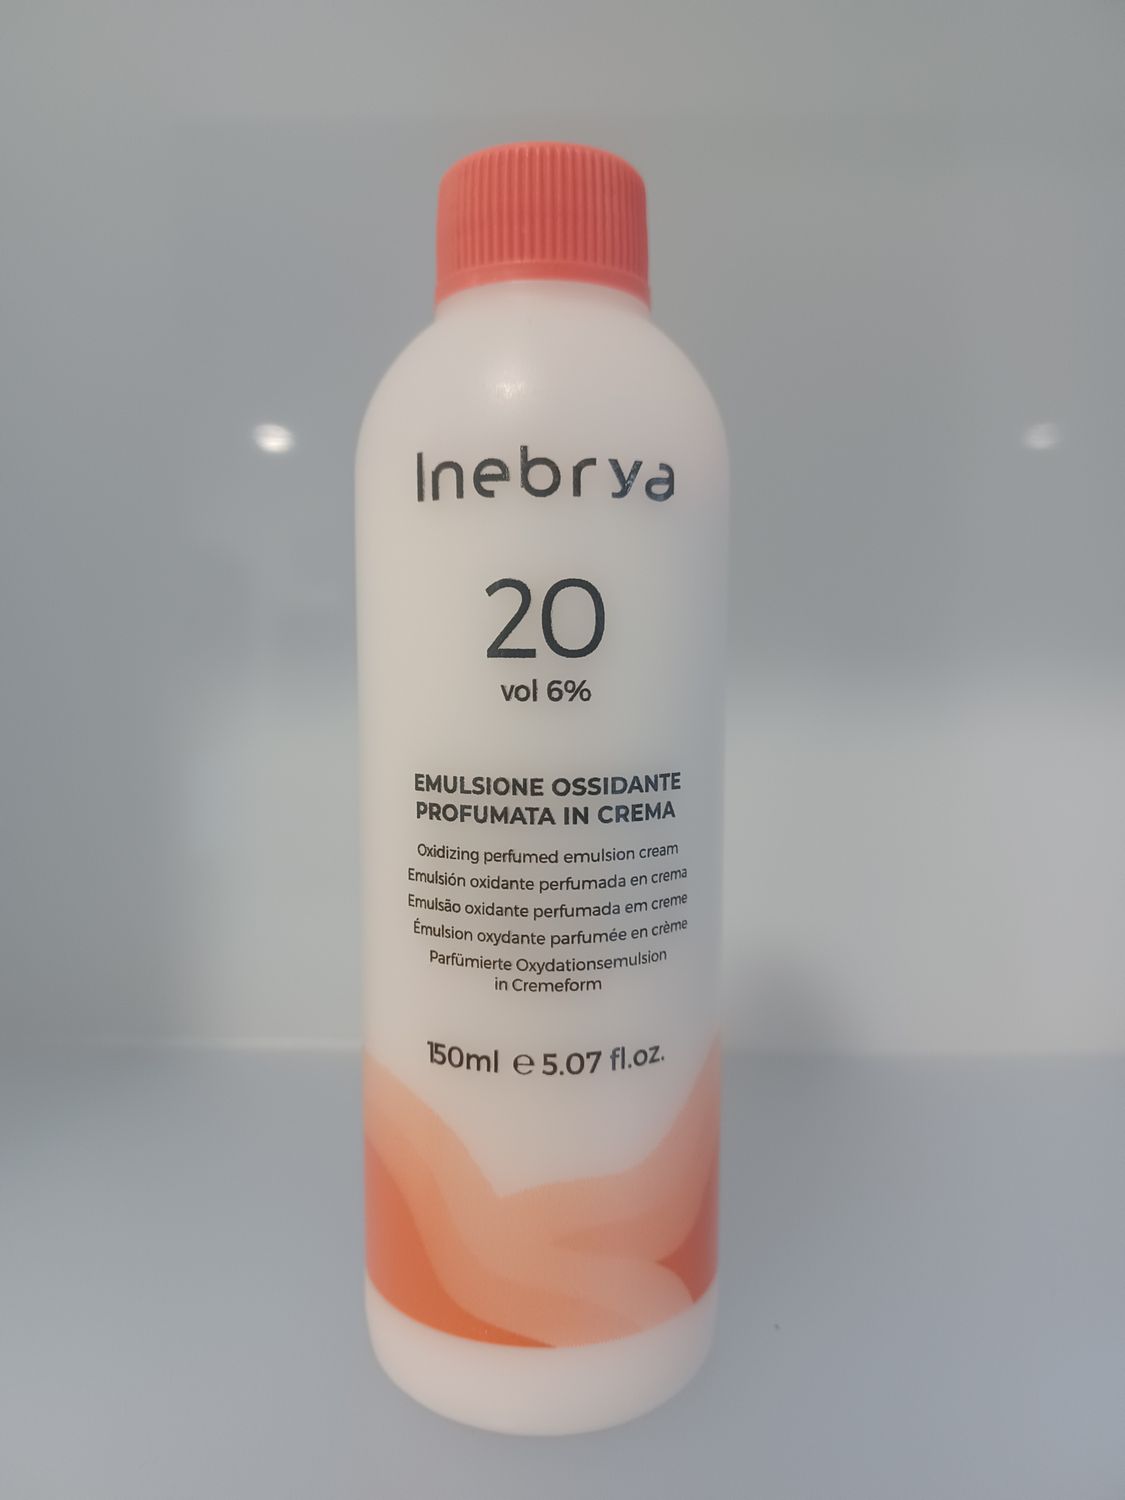 Inebrya
20
vol 6%
EMULSIONE OSSIDANTE
PROFUMATA IN CREMA
Oxidizing perfumed emulsion cream
Emulsión oxidante perfumada en crema
Emulsão oxidante perfumada em creme
Émulsion oxydante parfumée en crème
Parfümierte Oxydationsemulsion
in Cremeform
150ml ℮ 5.07 fl.oz.